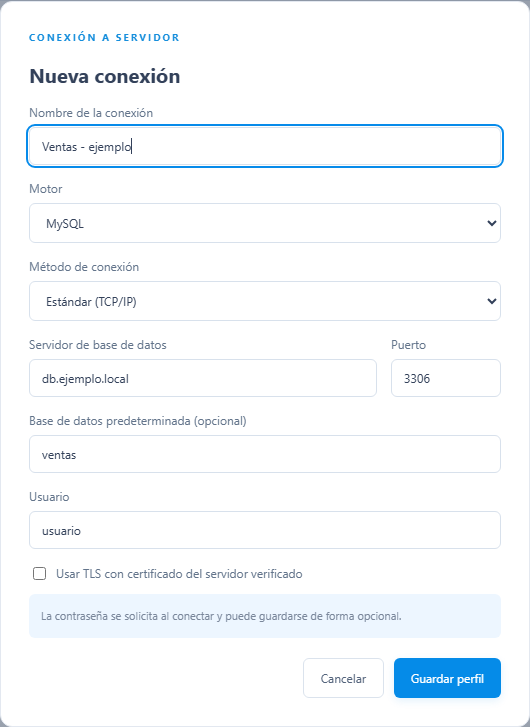 CONEXIÓN A SERVIDOR
Nueva conexión
Nombre de la conexión
Ventas - ejemplo
Motor
MySQL
Método de conexión
Estándar (TCP/IP)
Servidor de base de datos
Puerto
db.ejemplo.local
3306
Base de datos predeterminada (opcional)
ventas
Usuario
usuario
Usar TLS con certificado del servidor verificado
La contraseña se solicita al conectar y puede guardarse de forma opcional.
Cancelar
Guardar perfil